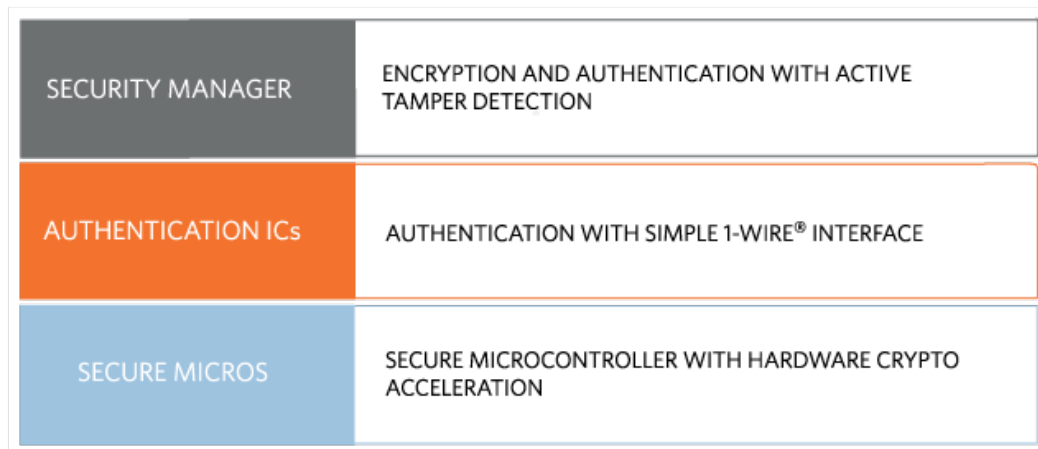 SECURITY MANAGER
ENCRYPTION AND AUTHENTICATION WITH ACTIVE
TAMPER DETECTION
AUTHENTICATION ICs
AUTHENTICATION WITH SIMPLE 1-WIRE® INTERFACE
SECURE MICROS
SECURE MICROCONTROLLER WITH HARDWARE CRYPTO
ACCELERATION